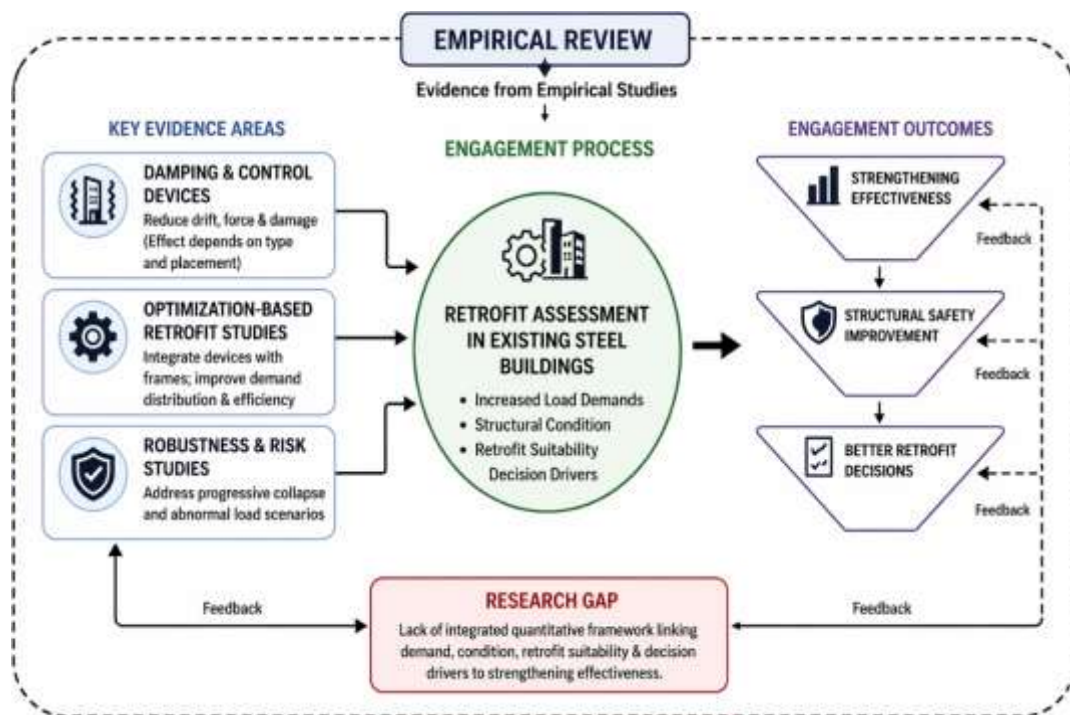 EMPIRICAL REVIEW
Evidence from Empirical Studies
KEY EVIDENCE AREAS
DAMPING & CONTROL
DEVICES
Reduce drift, force & damage
(Effect depends on type
and placement)
OPTIMIZATION-BASED
RETROFIT STUDIES
Integrate devices with
frames; improve demand
distribution & efficiency
ROBUSTNESS & RISK
STUDIES
Address progressive collapse
and abnormal load scenarios
ENGAGEMENT PROCESS
RETROFIT ASSESSMENT
IN EXISTING STEEL
BUILDINGS
• Increased Load Demands
• Structural Condition
• Retrofit Suitability
Decision Drivers
ENGAGEMENT OUTCOMES
STRENGTHENING
EFFECTIVENESS
Feedback
STRUCTURAL SAFETY
IMPROVEMENT
Feedback
BETTER RETROFIT
DECISIONS
Feedback
Feedback
RESEARCH GAP
Lack of integrated quantitative framework linking
demand, condition, retrofit suitability & decision
drivers to strengthening effectiveness.
Feedback